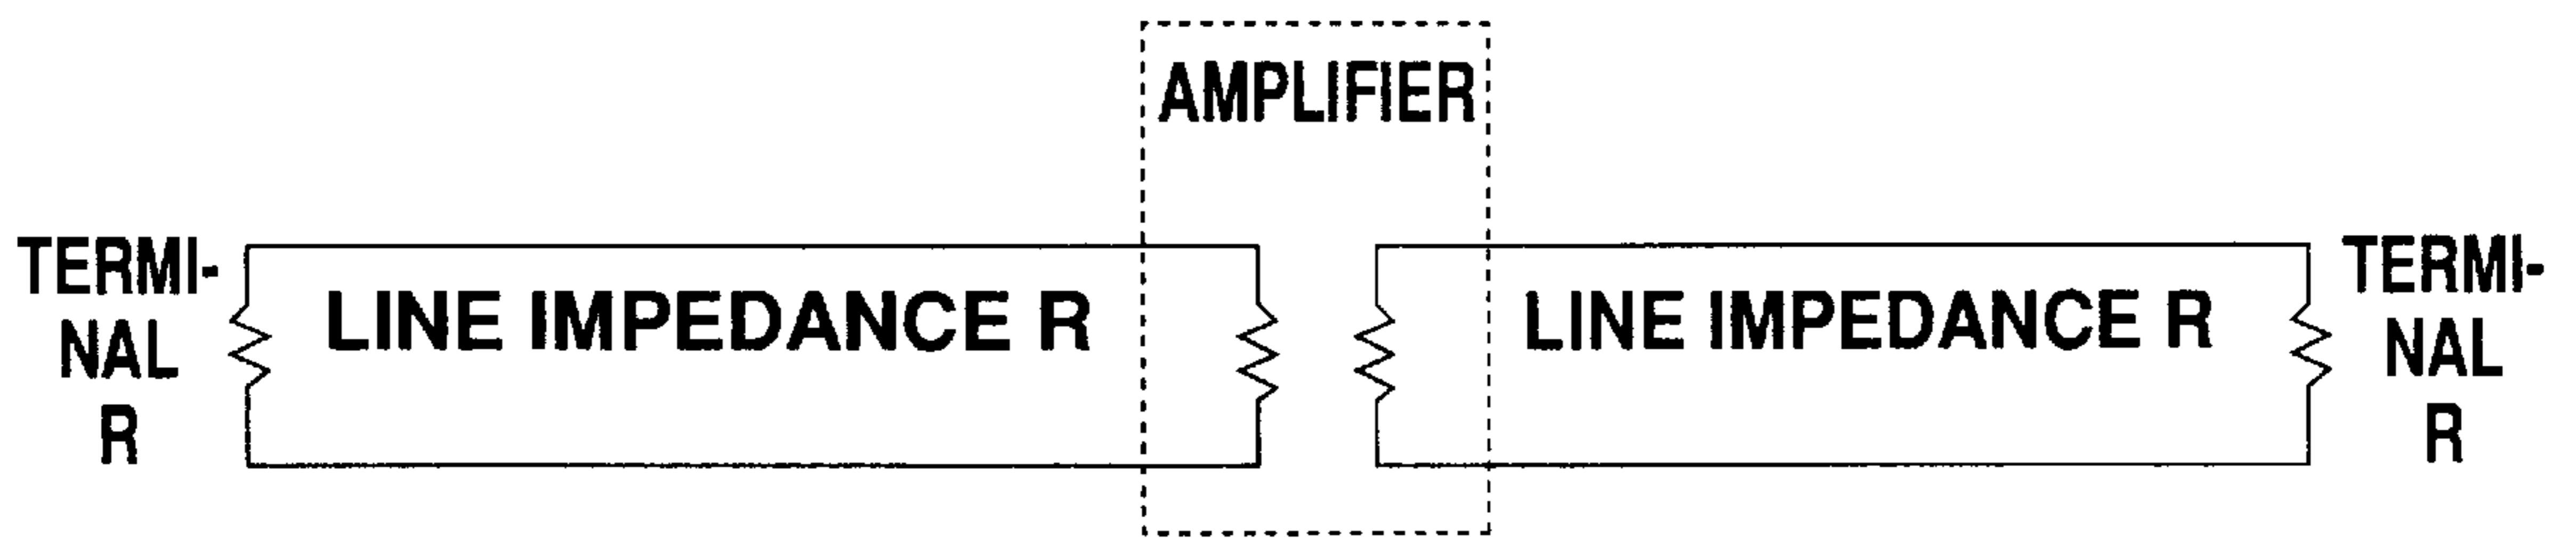 AMPLIFIER
TERMI-
NAL
R
LINE IMPEDANCE R
LINE IMPEDANCE R
TERMI-
NAL
R